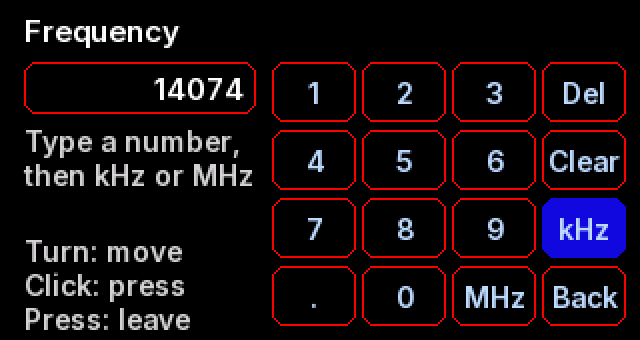 Frequency
14074
Type a number,
then kHz or MHz
Turn: move
Click: press
Press: leave
1 2 3 Del
4 5 6 Clear
7 8 9 kHz
. 0 MHz Back